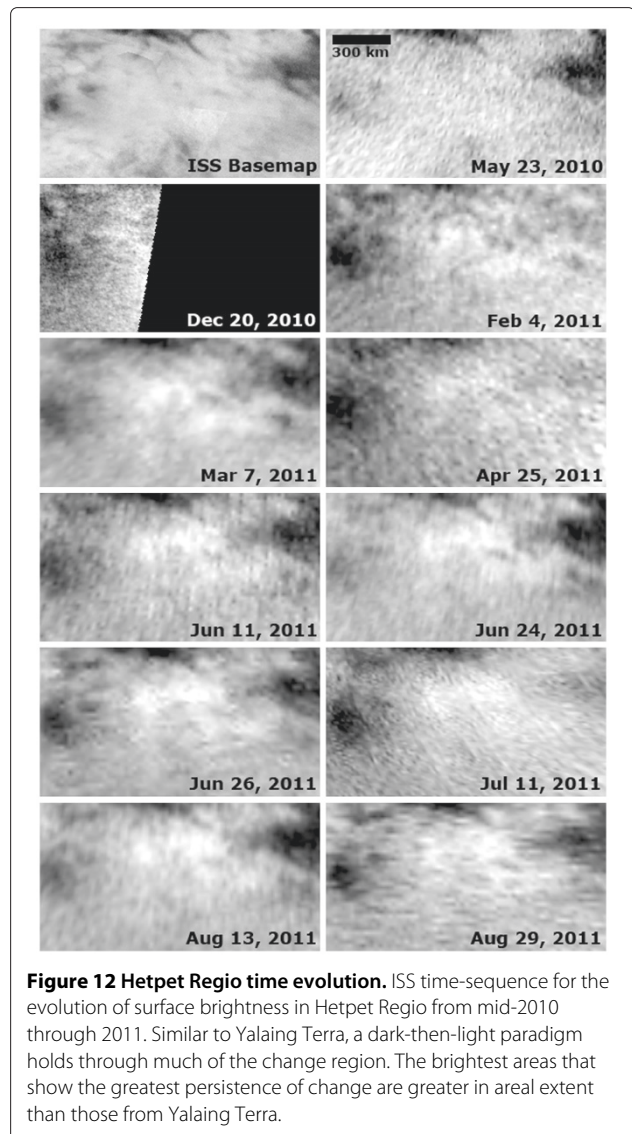 ISS Basemap
300 km
May 23, 2010
Dec 20, 2010
Feb 4, 2011
Mar 7, 2011
Apr 25, 2011
Jun 11, 2011
Jun 24, 2011
Jun 26, 2011
Jul 11, 2011
Aug 13, 2011
Aug 29, 2011
Figure 12 Hetpet Regio time evolution. ISS time-sequence for the
evolution of surface brightness in Hetpet Regio from mid-2010
through 2011. Similar to Yalaing Terra, a dark-then-light paradigm
holds through much of the change region. The brightest areas that
show the greatest persistence of change are greater in areal extent
than those from Yalaing Terra.